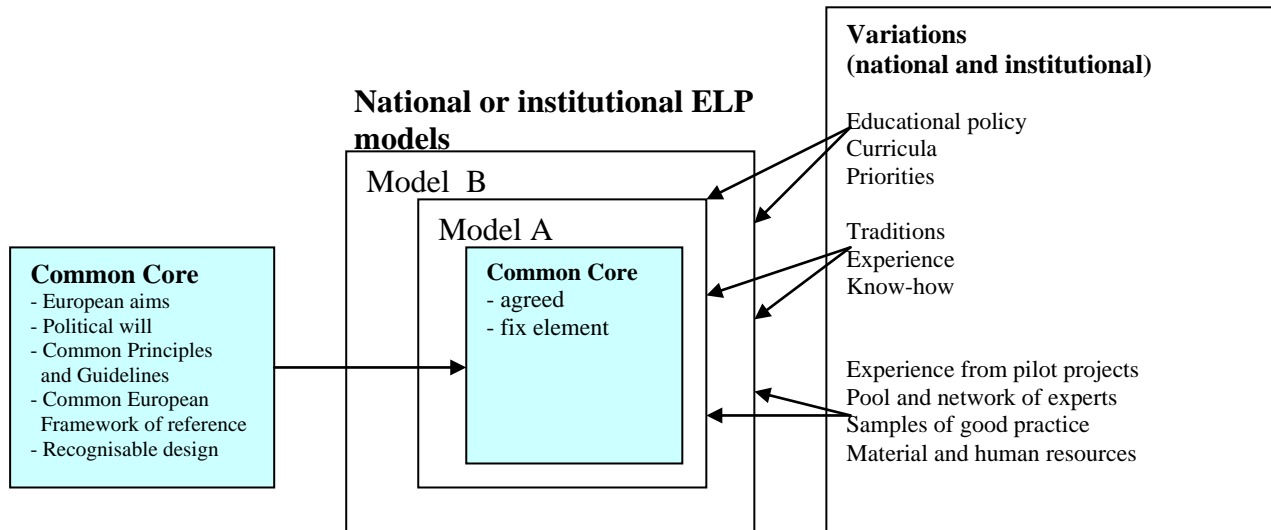 Common Core
- European aims
- Political will
- Common Principles
and Guidelines
- Common European
Framework of reference
- Recognisable design
National or institutional ELP
models
Model B
Model A
Common Core
- agreed
- fix element
Variations
(national and institutional)
Educational policy
Curricula
Priorities
Traditions
Experience
Know-how
Experience from pilot projects
Pool and network of experts
Samples of good practice
Material and human resources